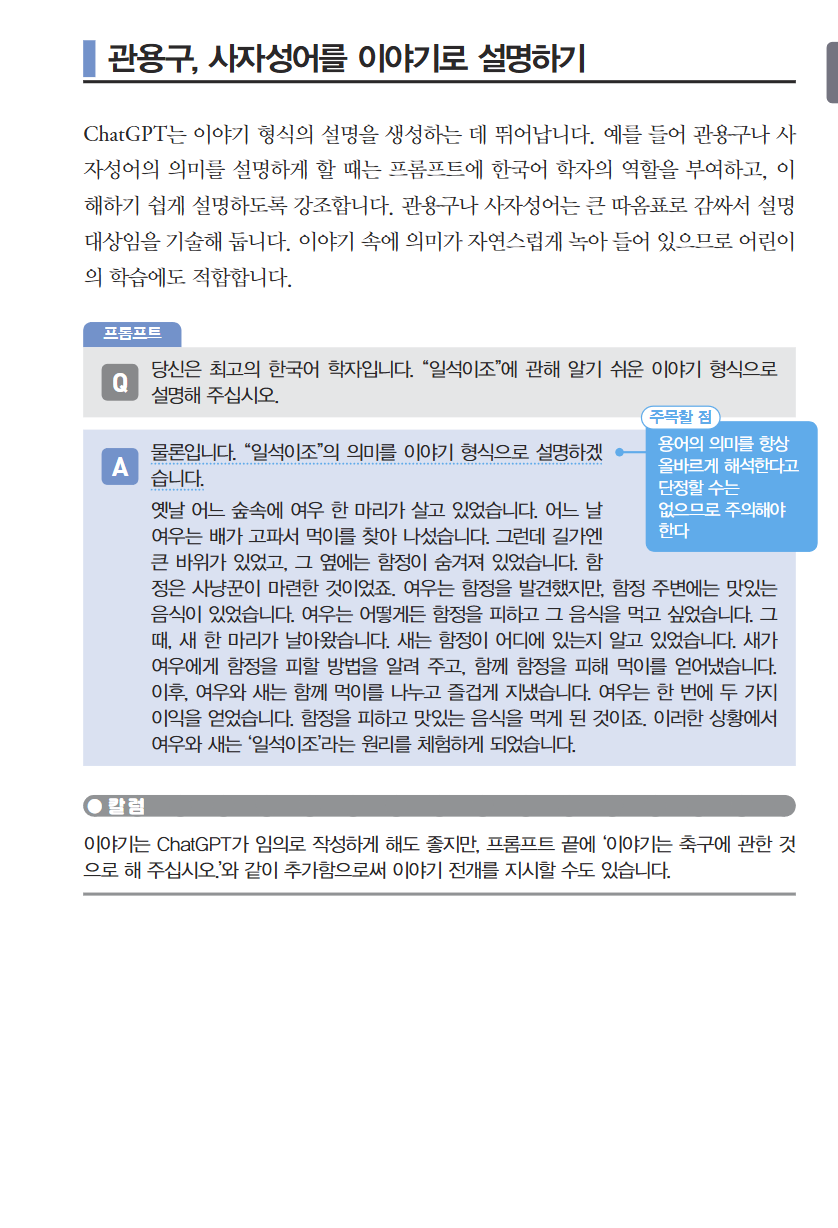 관용구, 사자성어를 이야기로 설명하기
ChatGPT는 이야기 형식의 설명을 생성하는 데 뛰어납니다. 예를 들어 관용구나 사
자성어의 의미를 설명하게 할 때는 프롬프트에 한국어 학자의 역할을 부여하고, 이
해하기 쉽게 설명하도록 강조합니다. 관용구나 사자성어는 큰 따옴표로 감싸서 설명
대상임을 기술해 둡니다. 이야기 속에 의미가 자연스럽게 녹아 들어 있으므로 어린이
의 학습에도 적합합니다.
프롬프트
Q
당신은 최고의 한국어 학자입니다. “일석이조”에 관해 알기 쉬운 이야기 형식으로
설명해 주십시오.
A
물론입니다. “일석이조”의 의미를 이야기 형식으로 설명하겠
습니다.
옛날 어느 숲속에 여우 한 마리가 살고 있었습니다. 어느 날
여우는 배가 고파서 먹이를 찾아 나섰습니다. 그런데 길가엔
큰 바위가 있었고, 그 옆에는 함정이 숨겨져 있었습니다. 함
정은 사냥꾼이 마련한 것이었죠. 여우는 함정을 발견했지만, 함정 주변에는 맛있는
음식이 있었습니다. 여우는 어떻게든 함정을 피하고 그 음식을 먹고 싶었습니다. 그
때, 새 한 마리가 날아왔습니다. 새는 함정이 어디에 있는지 알고 있었습니다. 새가
여우에게 함정을 피할 방법을 알려 주고, 함께 함정을 피해 먹이를 얻어냈습니다.
이후, 여우와 새는 함께 먹이를 나누고 즐겁게 지냈습니다. 여우는 한 번에 두 가지
이익을 얻었습니다. 함정을 피하고 맛있는 음식을 먹게 된 것이죠. 이러한 상황에서
여우와 새는 ‘일석이조’라는 원리를 체험하게 되었습니다.
주목할 점
용어의 의미를 항상
올바르게 해석한다고
단정할 수는
없으므로 주의해야
한다
칼럼
이야기는 ChatGPT가 임의로 작성하게 해도 좋지만, 프롬프트 끝에 ‘이야기는 축구에 관한 것
으로 해 주십시오.’와 같이 추가함으로써 이야기 전개를 지시할 수도 있습니다.